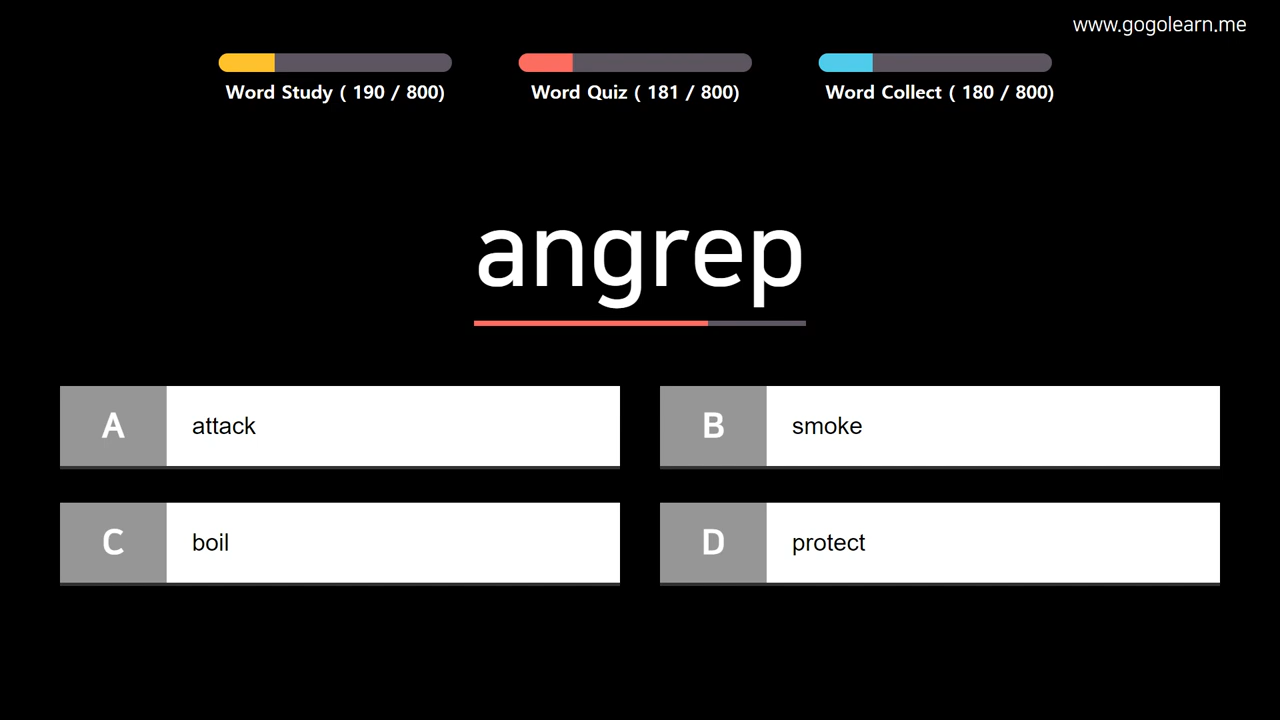 www.gogolearn.me
Word Study ( 190 / 800)
Word Quiz ( 181 / 800)
Word Collect ( 180 / 800)
angrep
A attack
B smoke
C boil
D protect